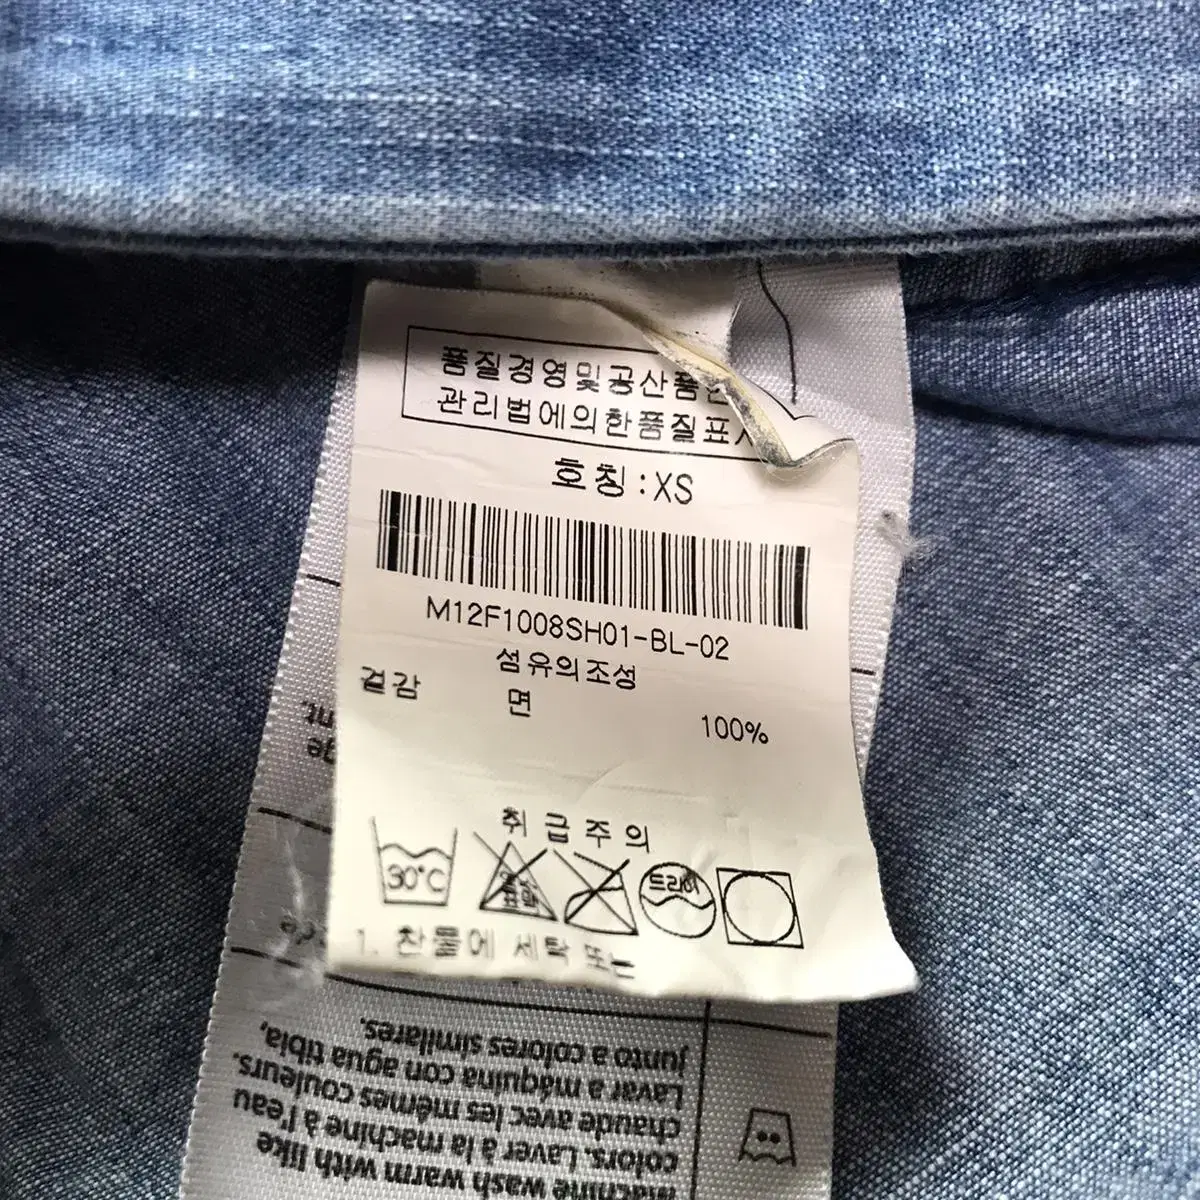 품질경영및공산품안
관리법에의한품질표시
호칭:XS
M12F1008SH01-BL-02
섬유의조성
겉감 면 100%
취급주의
30℃ 드라이
1. 찬물에 세탁 또는
Machine wash warm with like
colors. Laver à la machine à l'eau
chaude avec les mêmes couleurs.
Lavar a máquina con agua tibia,
junto a colores similares.